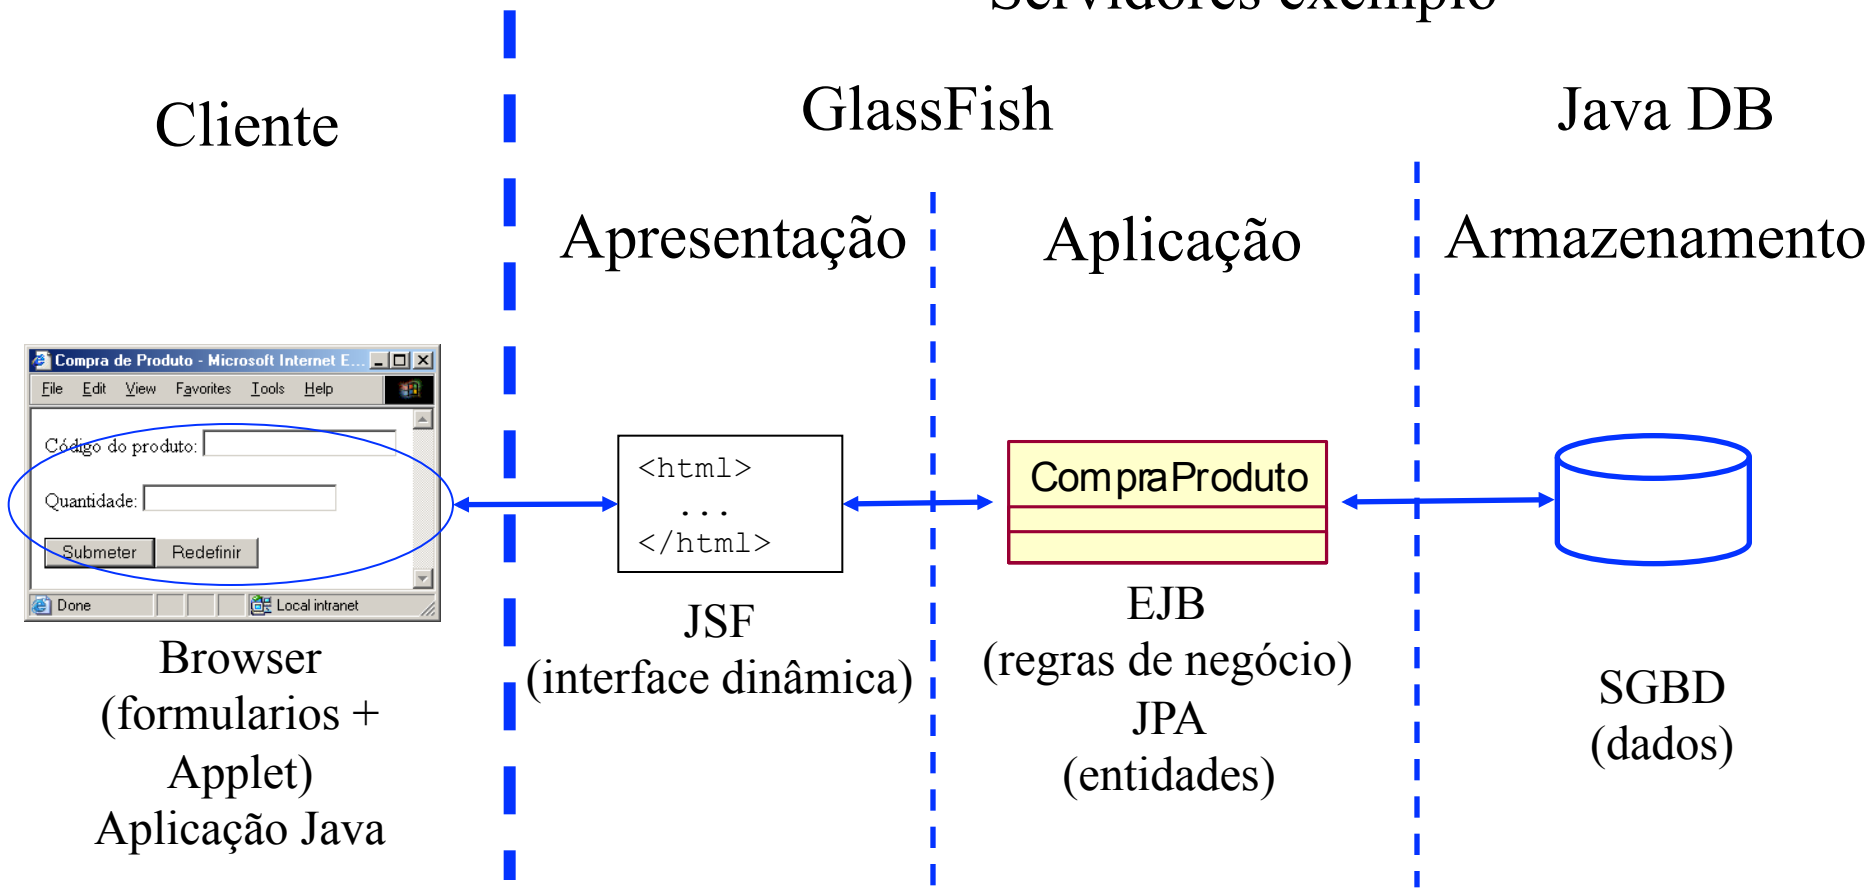 Servidores exemplo
Cliente
GlassFish
Java DB
Apresentação
Aplicação
Armazenamento
Compra de Produto - Microsoft Internet E...
File Edit View Favorites Tools Help
Código do produto:
Quantidade:
Submeter Redefinir
Done
Local intranet
Browser
(formularios +
Applet)
Aplicação Java
<html>
...
</html>
JSF
(interface dinâmica)
CompraProduto
EJB
(regras de negócio)
JPA
(entidades)
SGBD
(dados)